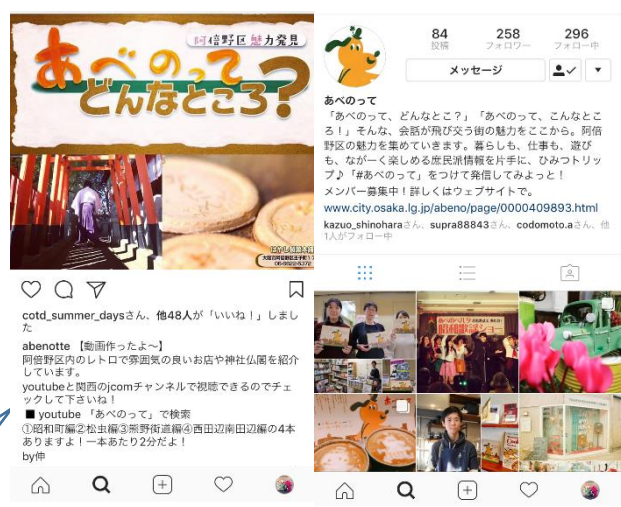 阿倍野区魅力発見
あべのって
どんなところ?
cotd_summer_daysさん、他48人が「いいね！」しまし
た
abenotte 【動画作ったよ〜】
阿倍野区内のレトロで雰囲気の良いお店や神社仏閣を紹介
しています。
youtubeと関西のjcomチャンネルで視聴できるのでチェ
ックして下さいね！
■ youtube 「あべのって」で検索
①昭和町編②松虫編③熊野街道編④西田辺南田辺編の4本
ありますよ！一本あたり2分だよ！
by伸
84
258
296
投稿
フォロワー
フォロー中
メッセージ
あべのって
「あべのって、どんなとこ？」「あべのって、こんなとこ
ろ！」そんな、会話が飛び交う街の魅力をここから。阿倍
野区の魅力を集めていきます。暮らしも、仕事も、遊び
も、ながーく楽しめる庶民派情報を片手に、ひみつトリッ
プ♪「#あべのって」をつけて発信してみよっと！
メンバー募集中！詳しくはウェブサイトで。
www.city.osaka.lg.jp/abeno/page/0000409893.html
kazuo_shinoharaさん、supra88843さん、codomoto.aさん、他
1人がフォロー中
昭和歌謡ショー